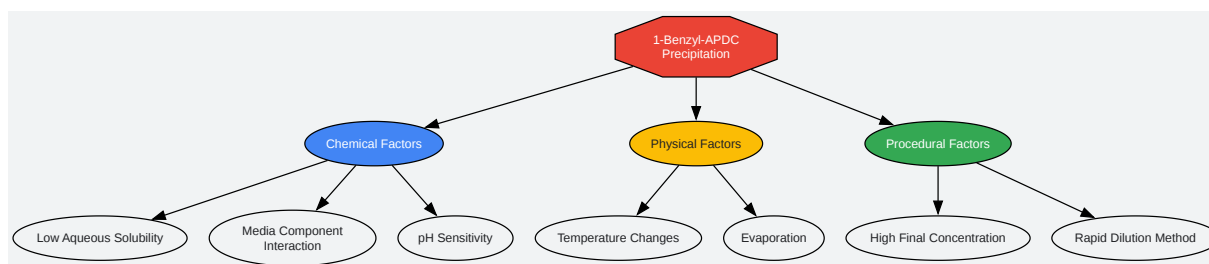 1-Benzyl-APDC
Precipitation
Chemical Factors
Physical Factors
Procedural Factors
Low Aqueous Solubility
Media Component
Interaction
pH Sensitivity
Temperature Changes
Evaporation
High Final Concentration
Rapid Dilution Method